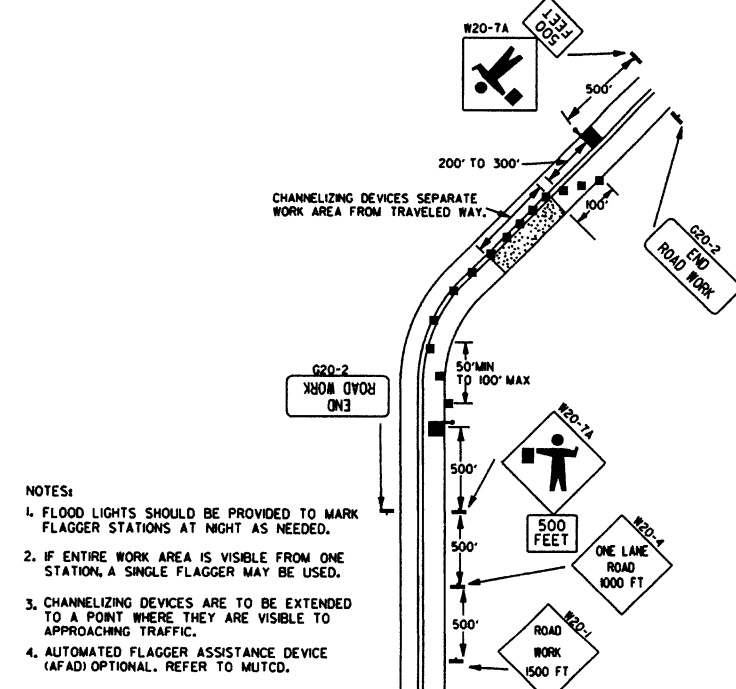 W20-7A
500
FEET
500'
200' TO 300'
CHANNELIZING DEVICES SEPARATE
WORK AREA FROM TRAVELED WAY.
100'
G20-2
END
ROAD WORK
50'MIN
TO 100' MAX
G20-2
END
ROAD WORK
W20-7A
500'
500
FEET
500'
W20-4
ONE LANE
ROAD
1000 FT
500'
W20-1
ROAD
WORK
1500 FT
NOTES:
1. FLOOD LIGHTS SHOULD BE PROVIDED TO MARK
FLAGGER STATIONS AT NIGHT AS NEEDED.
2. IF ENTIRE WORK AREA IS VISIBLE FROM ONE
STATION, A SINGLE FLAGGER MAY BE USED.
3. CHANNELIZING DEVICES ARE TO BE EXTENDED
TO A POINT WHERE THEY ARE VISIBLE TO
APPROACHING TRAFFIC.
4. AUTOMATED FLAGGER ASSISTANCE DEVICE
(AFAD) OPTIONAL. REFER TO MUTCD.